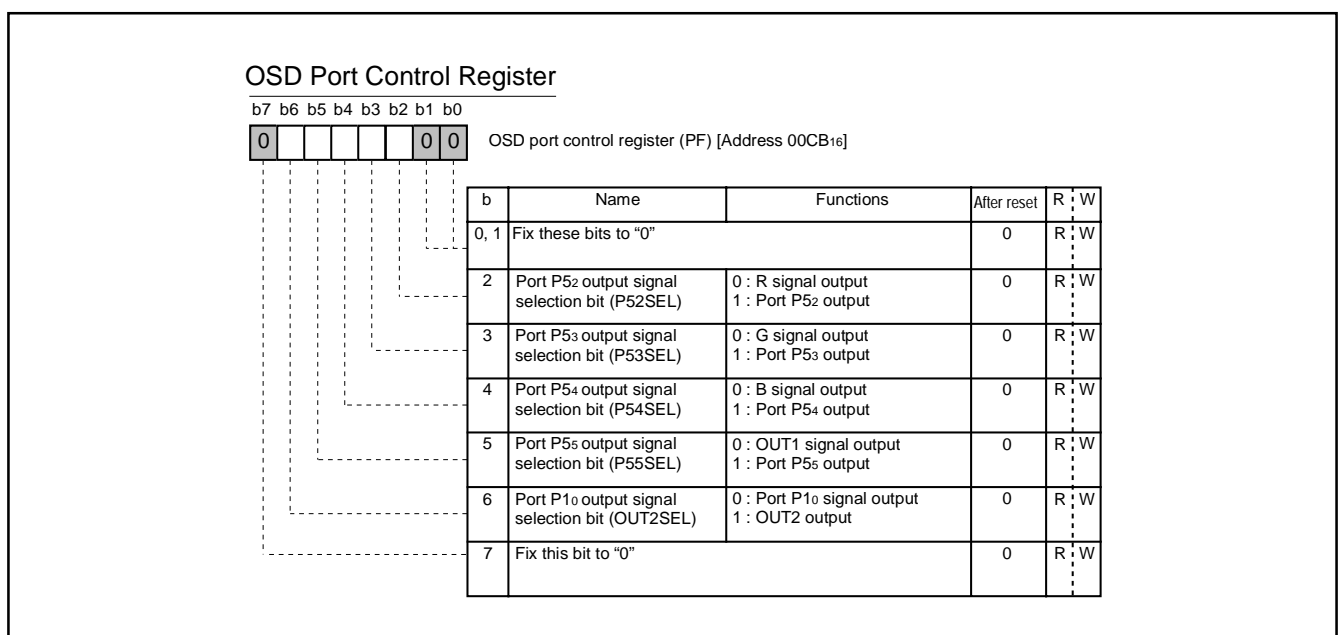 OSD Port Control Register
b7 b6 b5 b4 b3 b2 b1 b0
0 0 0 OSD port control register (PF) [Address 00CB16]
b Name Functions After reset R W
0, 1 Fix these bits to “0” 0 R W
2 Port P52 output signal 0 : R signal output 0 R W
selection bit (P52SEL) 1 : Port P52 output
3 Port P53 output signal 0 : G signal output 0 R W
selection bit (P53SEL) 1 : Port P53 output
4 Port P54 output signal 0 : B signal output 0 R W
selection bit (P54SEL) 1 : Port P54 output
5 Port P55 output signal 0 : OUT1 signal output 0 R W
selection bit (P55SEL) 1 : Port P55 output
6 Port P10 output signal 0 : Port P10 signal output 0 R W
selection bit (OUT2SEL) 1 : OUT2 output
7 Fix this bit to “0” 0 R W